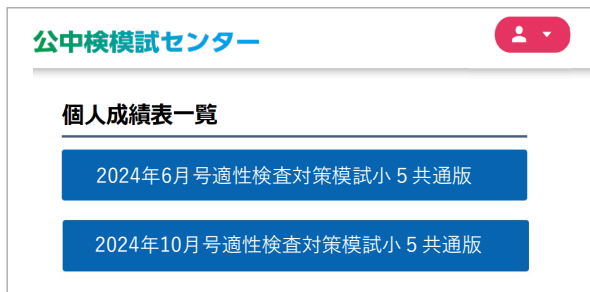 公中検模試センター
個人成績表一覧
2024年6月号適性検査対策模試小５共通版
2024年10月号適性検査対策模試小５共通版